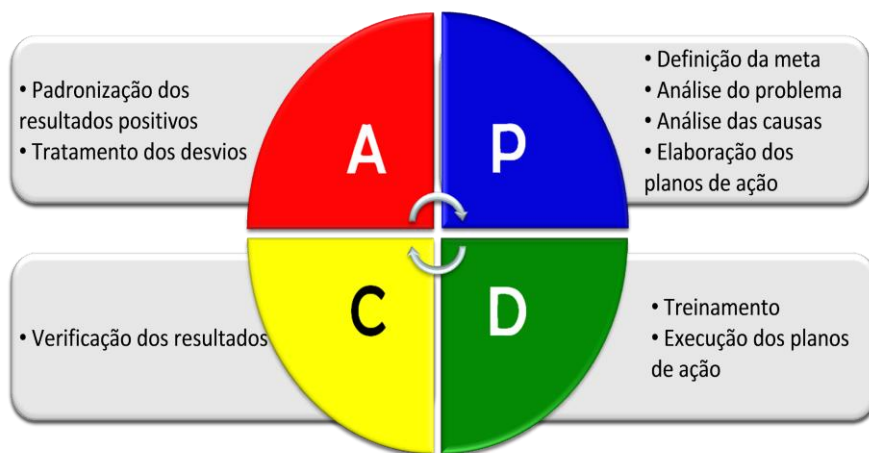 • Padronização dos
resultados positivos
• Tratamento dos desvios
A
P
• Definição da meta
• Análise do problema
• Análise das causas
• Elaboração dos
planos de ação
• Verificação dos resultados
C
D
• Treinamento
• Execução dos planos
de ação